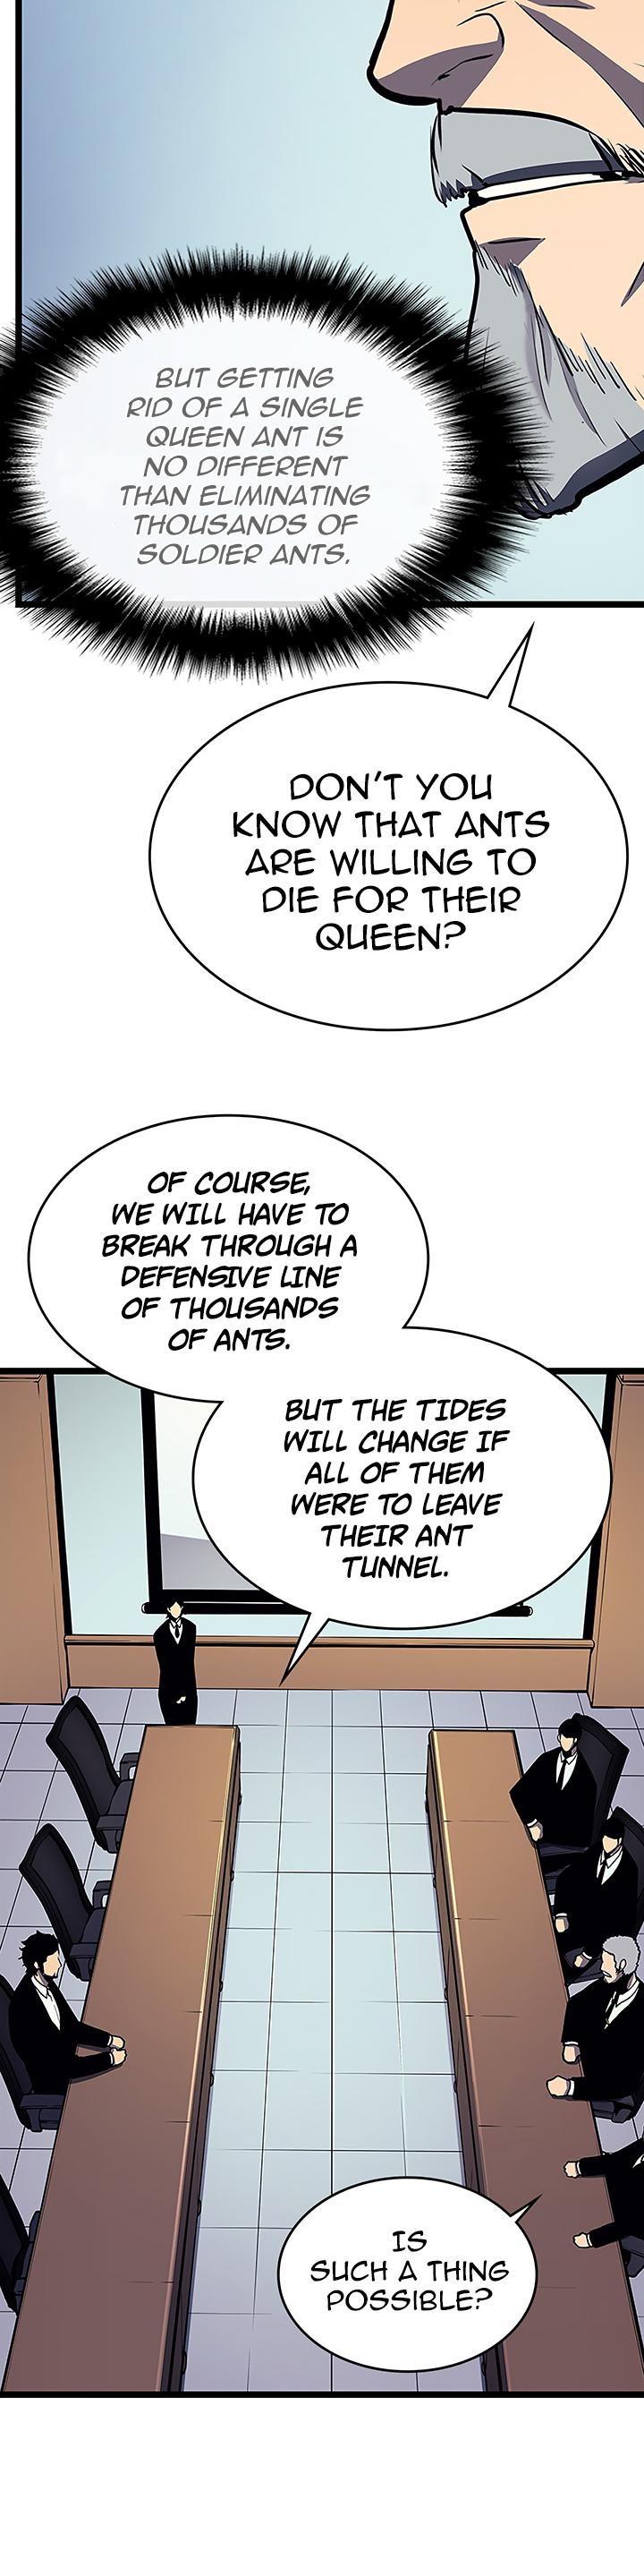 BUT GETTING
RID OF A SINGLE
QUEEN ANT IS
NO DIFFERENT
THAN ELIMINATING
THOUSANDS OF
SOLDIER ANTS.
DON'T YOU
KNOW THAT ANTS
ARE WILLING TO
DIE FOR THEIR
QUEEN?
OF COURSE,
WE WILL HAVE TO
BREAK THROUGH A
DEFENSIVE LINE
OF THOUSANDS
OF ANTS.
BUT THE TIDES
WILL CHANGE IF
ALL OF THEM
WERE TO LEAVE
THEIR ANT
TUNNEL.
IS
SUCH A THING
POSSIBLE?